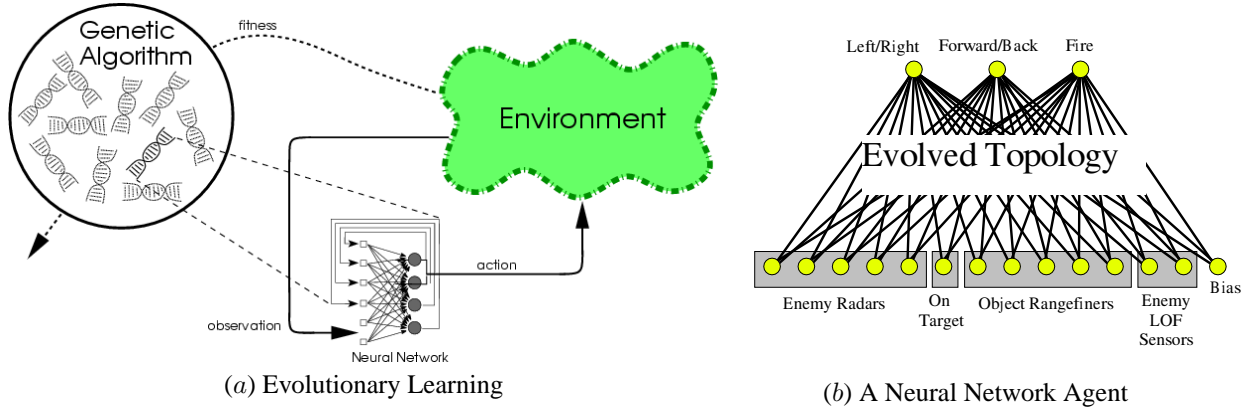 Genetic
Algorithm
fitness
Environment
action
observation
Neural Network
(a) Evolutionary Learning
Left/Right
Forward/Back
Fire
Evolved Topology
Enemy Radars
On
Target
Object Rangefiners
Enemy
LOF
Sensors
Bias
(b) A Neural Network Agent